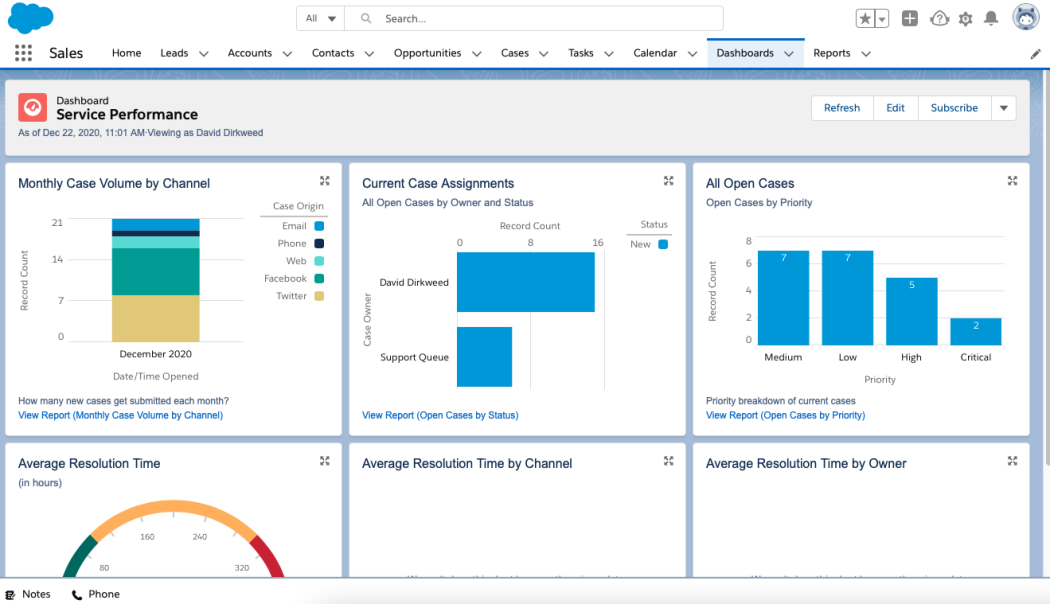 All
Search...
Sales
Home
Leads
Accounts
Contacts
Opportunities
Cases
Tasks
Calendar
Dashboards
Reports
Dashboard
Service Performance
As of Dec 22, 2020, 11:01 AM·Viewing as David Dirkweed
Refresh
Edit
Subscribe
Monthly Case Volume by Channel
Case Origin
Email
Phone
Web
Facebook
Twitter
Record Count
21
14
7
0
December 2020
Date/Time Opened
How many new cases get submitted each month?
View Report (Monthly Case Volume by Channel)
Current Case Assignments
All Open Cases by Owner and Status
Record Count
0 8 16
Status
New
Case Owner
David Dirkweed
Support Queue
View Report (Open Cases by Status)
All Open Cases
Open Cases by Priority
Record Count
8
6
4
2
0
7 7 5 2
Medium Low High Critical
Priority
Priority breakdown of current cases
View Report (Open Cases by Priority)
Average Resolution Time
(in hours)
80 160 240 320
Average Resolution Time by Channel
Average Resolution Time by Owner
Notes
Phone